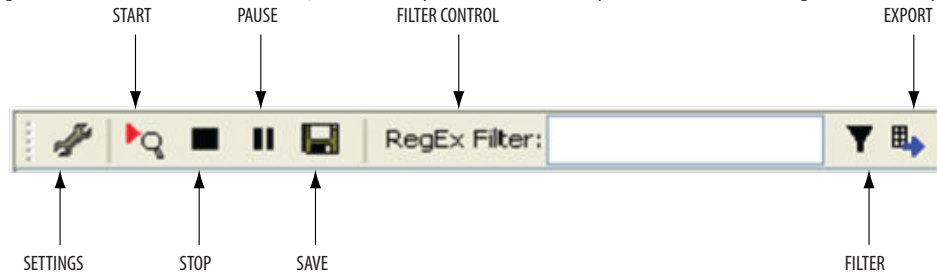 START PAUSE FILTER CONTROL EXPORT
RegEx Filter:
SETTINGS STOP SAVE FILTER